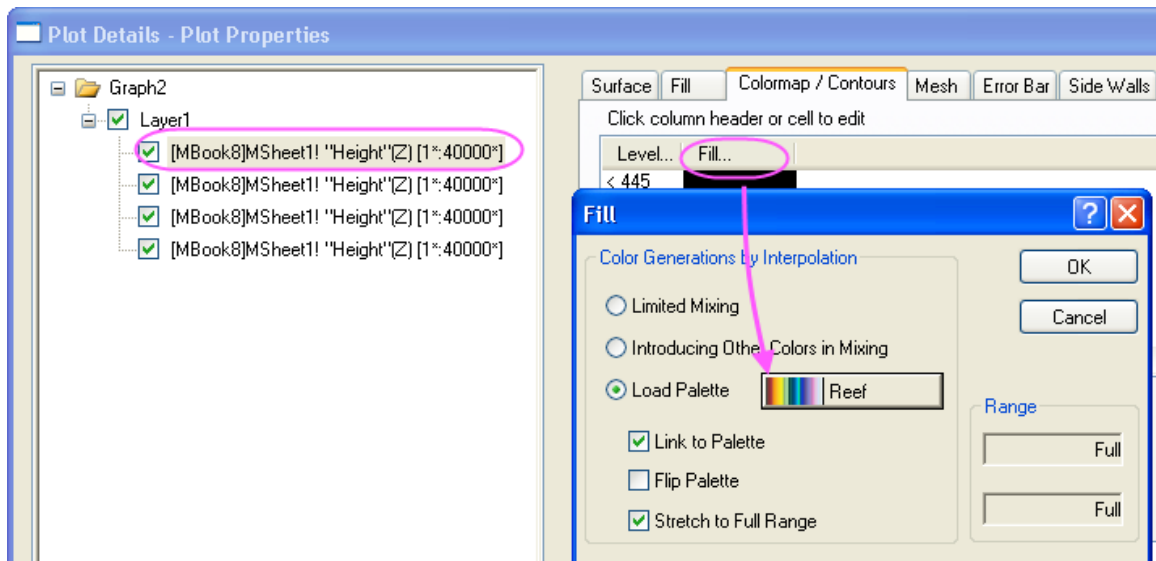 Plot Details - Plot Properties
Graph2
Layer1
[MBook8]MSheet1! "Height"(Z) [1*:40000*]
[MBook8]MSheet1! "Height"(Z) [1*:40000*]
[MBook8]MSheet1! "Height"(Z) [1*:40000*]
[MBook8]MSheet1! "Height"(Z) [1*:40000*]
Surface Fill Colormap / Contours Mesh Error Bar Side Walls
Click column header or cell to edit
Level... Fill...
< 445
Fill
Color Generations by Interpolation
Limited Mixing
Introducing Other Colors in Mixing
Load Palette Reef
Link to Palette
Flip Palette
Stretch to Full Range
OK
Cancel
Range
Full
Full